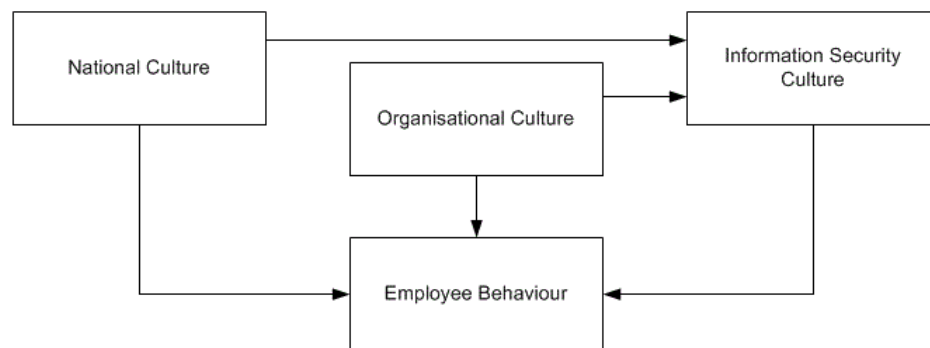 National Culture
Information Security
Culture
Organisational Culture
Employee Behaviour